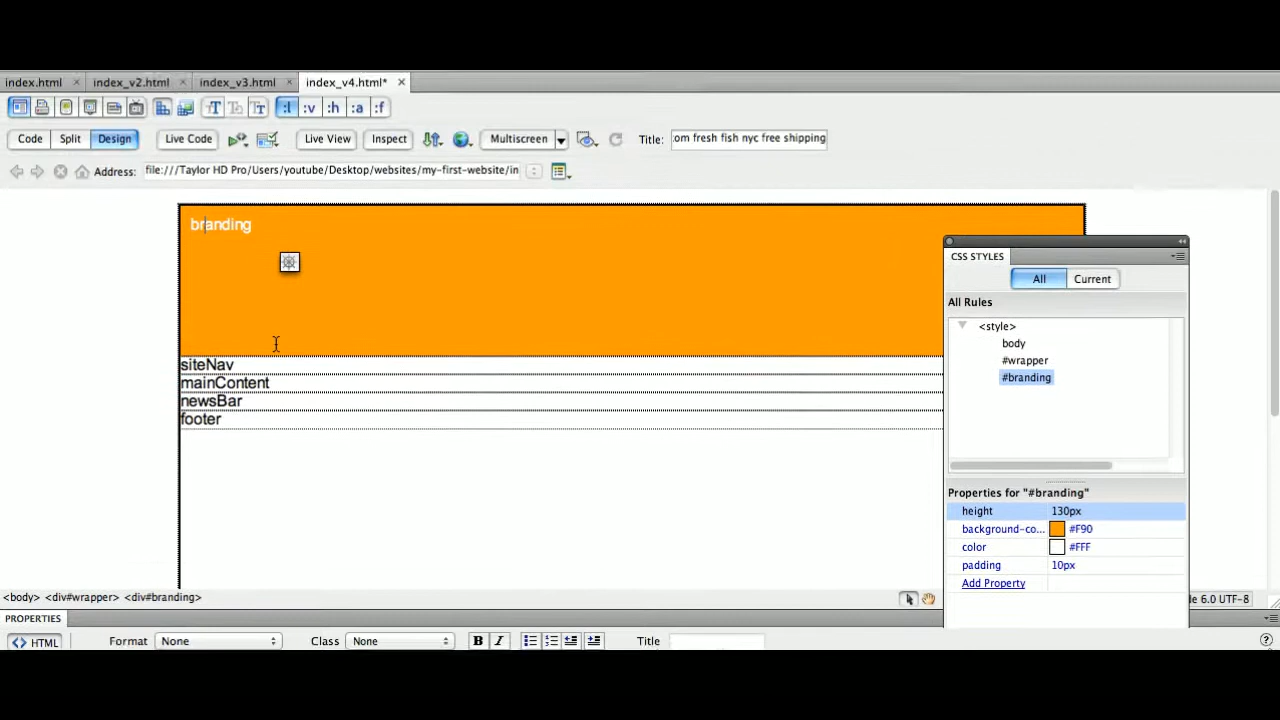 index.html index_v2.html index_v3.html index_v4.html*
:l :v :h :a :f
Code Split Design Live Code Live View Inspect Multiscreen Title: om fresh fish nyc free shipping
Address: file:///Taylor HD Pro/Users/youtube/Desktop/websites/my-first-website/in
branding
siteNav
mainContent
newsBar
footer
CSS STYLES
All Current
All Rules
<style>
body
#wrapper
#branding
Properties for "#branding"
height 130px
background-co... #F90
color #FFF
padding 10px
Add Property
<body> <div#wrapper> <div#branding>
le 6.0 UTF-8
PROPERTIES
<> HTML Format None Class None B I Title